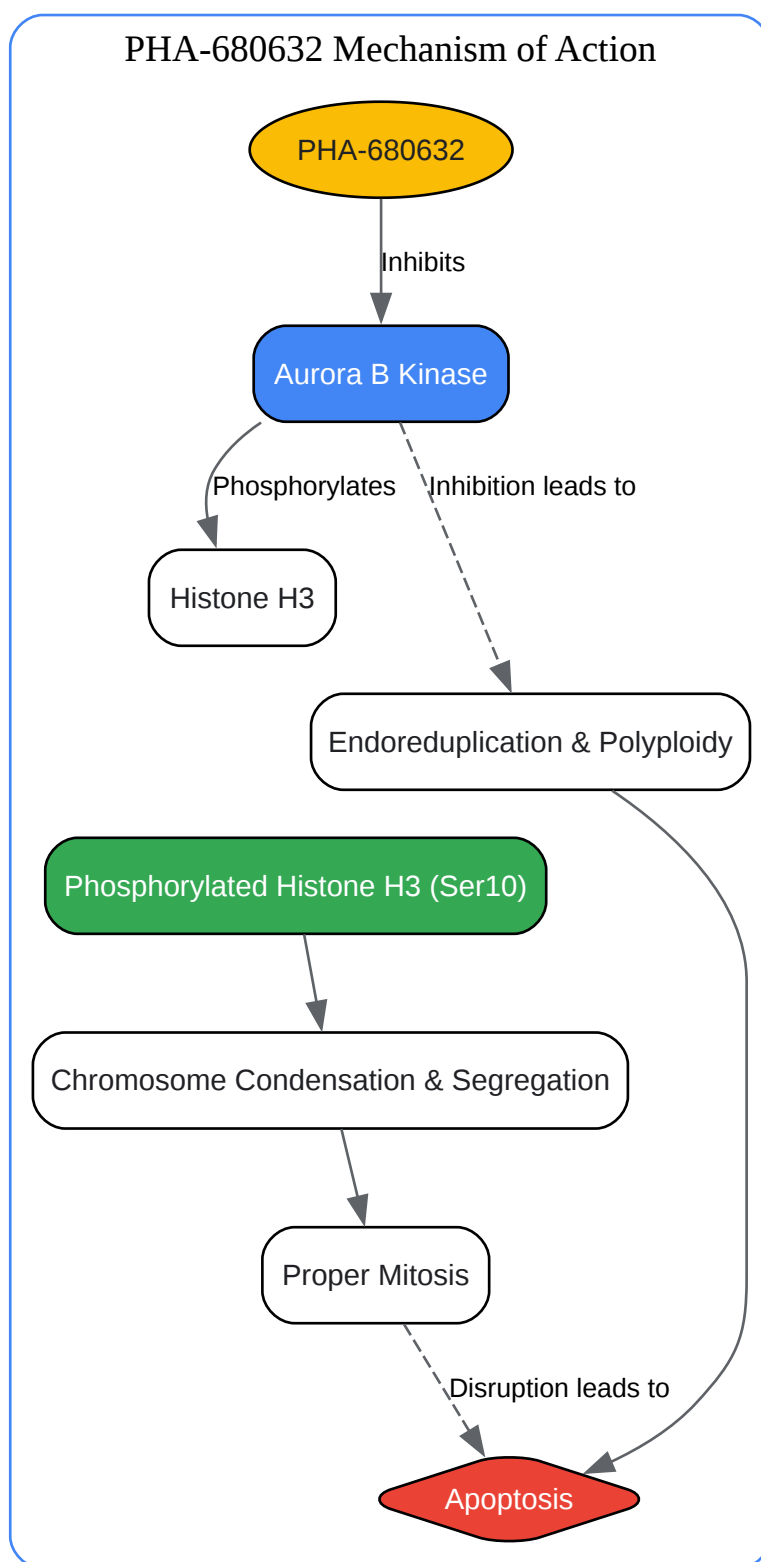 PHA-680632 Mechanism of Action
PHA-680632
Inhibits
Aurora B Kinase
Phosphorylates
Inhibition leads to
Histone H3
Endoreduplication & Polyploidy
Phosphorylated Histone H3 (Ser10)
Chromosome Condensation & Segregation
Proper Mitosis
Disruption leads to
Apoptosis